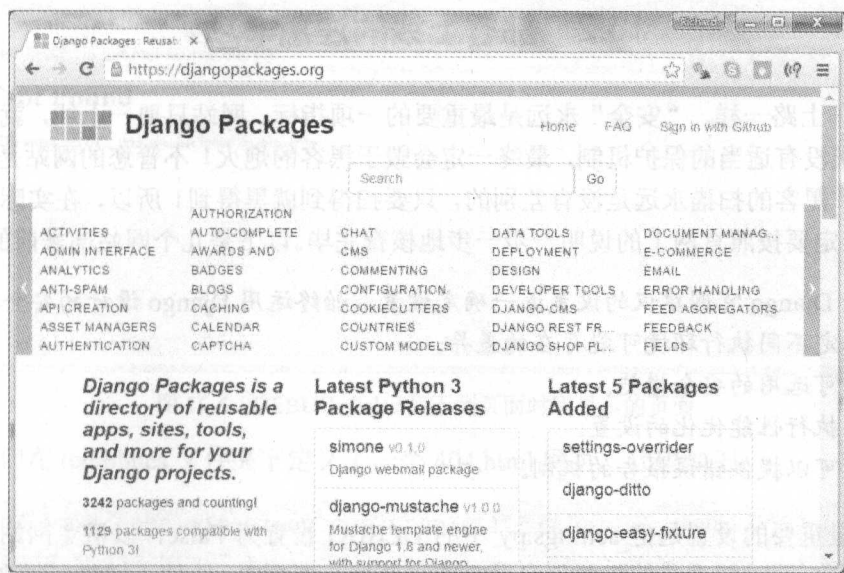 Richard
Django Packages : Reusab
https://djangopackages.org
Django Packages
Home FAQ Sign in with Github
Search Go
ACTIVITIES
ADMIN INTERFACE
ANALYTICS
ANTI-SPAM
API CREATION
ASSET MANAGERS
AUTHENTICATION
AUTHORIZATION
AUTO-COMPLETE
AWARDS AND
BADGES
BLOGS
CACHING
CALENDAR
CAPTCHA
CHAT
CMS
COMMENTING
CONFIGURATION
COOKIECUTTERS
COUNTRIES
CUSTOM MODELS
DATA TOOLS
DEPLOYMENT
DESIGN
DEVELOPER TOOLS
DJANGO-CMS
DJANGO REST FR...
DJANGO SHOP PL...
DOCUMENT MANAG...
E-COMMERCE
EMAIL
ERROR HANDLING
FEED AGGREGATORS
FEEDBACK
FIELDS
Django Packages is a
directory of reusable
apps, sites, tools,
and more for your
Django projects.
3242 packages and counting!
1129 packages compatible with
Python 3!
Latest Python 3
Package Releases
simone v0.1.0
Django webmail package
django-mustache v1.0.0
Mustache template engine
for Django 1.8 and newer,
with support for Django
Latest 5 Packages
Added
settings-overrider
django-ditto
django-easy-fixture